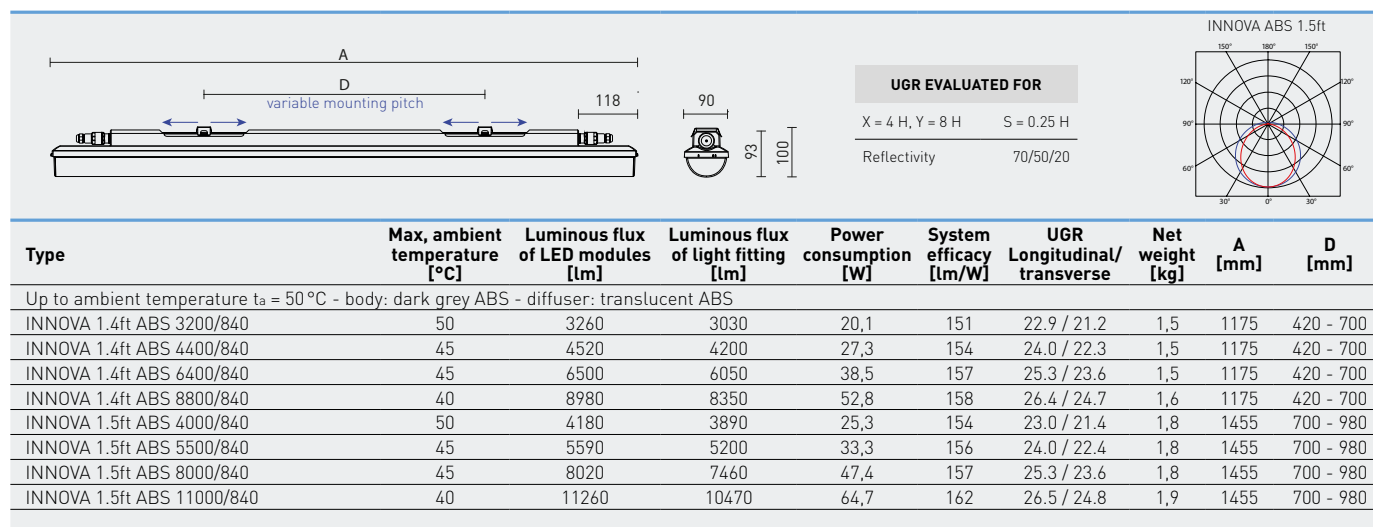 INNOVA ABS 1.5ft
150° 180° 150°
120° 120°
90° 90°
60° 60°
30° 0° 30°
A
D
variable mounting pitch
118
90
93
100
UGR EVALUATED FOR
X = 4 H, Y = 8 H S = 0.25 H
Reflectivity 70/50/20
Type Max, ambient temperature [°C] Luminous flux of LED modules [lm] Luminous flux of light fitting [lm] Power consumption [W] System efficacy [lm/W] UGR Longitudinal/ transverse Net weight [kg] A [mm] D [mm]
Up to ambient temperature ta = 50 °C - body: dark grey ABS - diffuser: translucent ABS
INNOVA 1.4ft ABS 3200/840 50 3260 3030 20,1 151 22.9 / 21.2 1,5 1175 420 - 700
INNOVA 1.4ft ABS 4400/840 45 4520 4200 27,3 154 24.0 / 22.3 1,5 1175 420 - 700
INNOVA 1.4ft ABS 6400/840 45 6500 6050 38,5 157 25.3 / 23.6 1,5 1175 420 - 700
INNOVA 1.4ft ABS 8800/840 40 8980 8350 52,8 158 26.4 / 24.7 1,6 1175 420 - 700
INNOVA 1.5ft ABS 4000/840 50 4180 3890 25,3 154 23.0 / 21.4 1,8 1455 700 - 980
INNOVA 1.5ft ABS 5500/840 45 5590 5200 33,3 156 24.0 / 22.4 1,8 1455 700 - 980
INNOVA 1.5ft ABS 8000/840 45 8020 7460 47,4 157 25.3 / 23.6 1,8 1455 700 - 980
INNOVA 1.5ft ABS 11000/840 40 11260 10470 64,7 162 26.5 / 24.8 1,9 1455 700 - 980